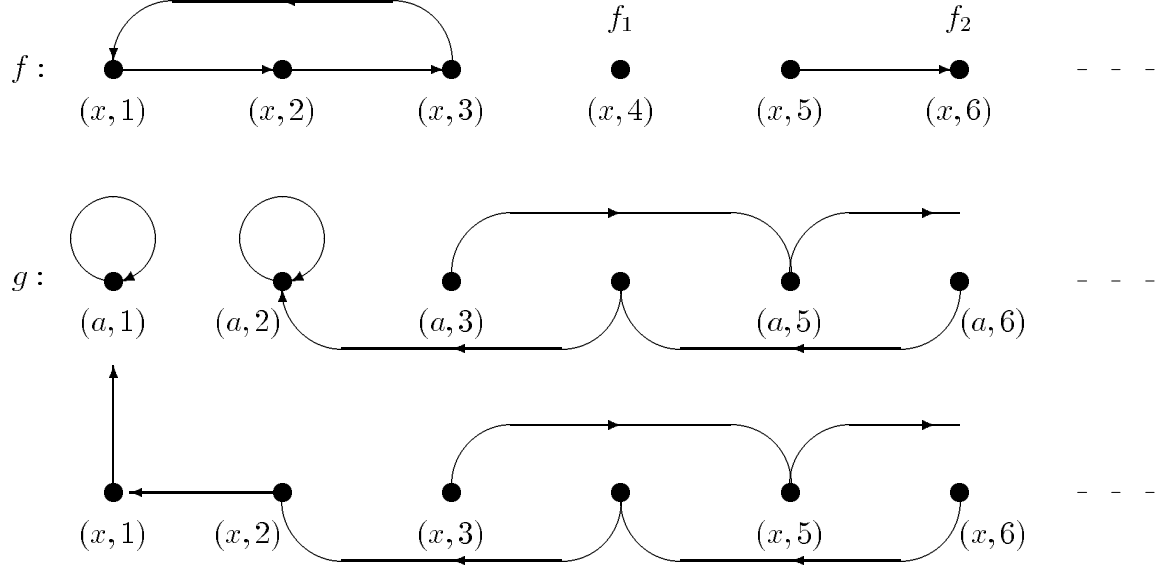 f₁ f₂
f :
(x, 1) (x, 2) (x, 3) (x, 4) (x, 5) (x, 6)
g :
(a, 1) (a, 2) (a, 3) (a, 5) (a, 6)
(x, 1) (x, 2) (x, 3) (x, 5) (x, 6)